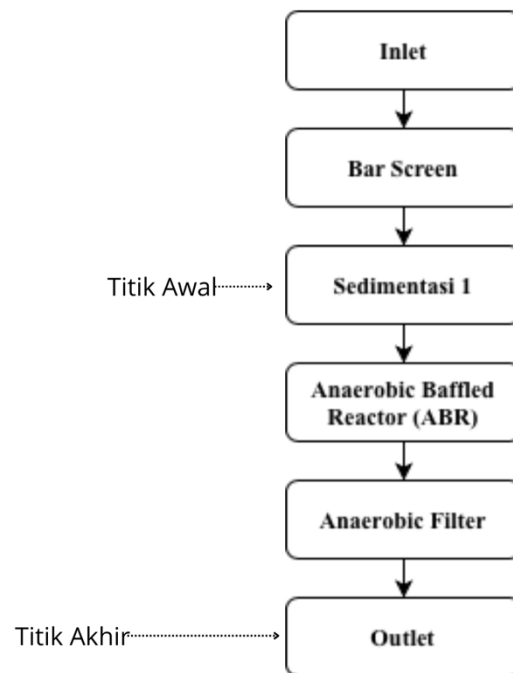 Inlet
Bar Screen
Titik Awal
Sedimentasi 1
Anaerobic Baffled
Reactor (ABR)
Anaerobic Filter
Titik Akhir
Outlet